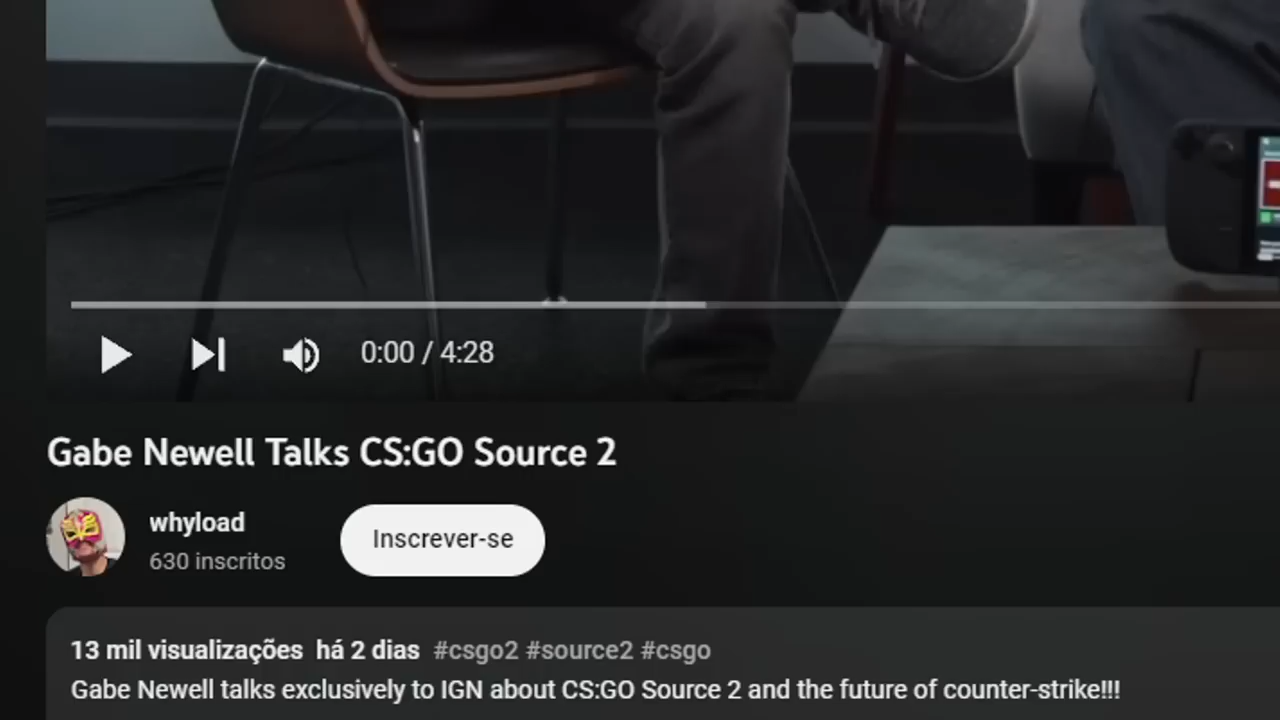 0:00 / 4:28
Gabe Newell Talks CS:GO Source 2
whyload
630 inscritos
Inscrever-se
13 mil visualizações há 2 dias #csgo2 #source2 #csgo
Gabe Newell talks exclusively to IGN about CS:GO Source 2 and the future of counter-strike!!!